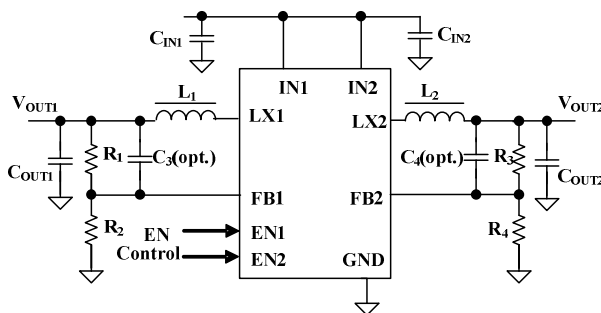 CIN1
CIN2
IN1 IN2
L1
L2
VOUT1
VOUT2
LX1
LX2
R1
C3(opt.)
C4(opt.)
R3
COUT1
COUT2
FB1
FB2
R2
R4
EN
Control
EN1
EN2
GND